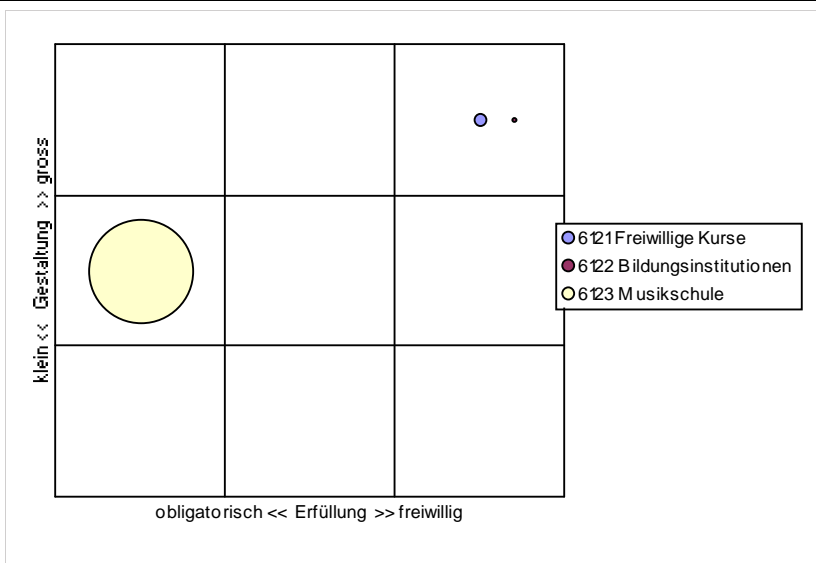 klein << Gestaltung >> gross
6121 Freiwillige Kurse
6122 Bildungsinstitutionen
6123 Musikschule
obligatorisch << Erfüllung >> freiwillig